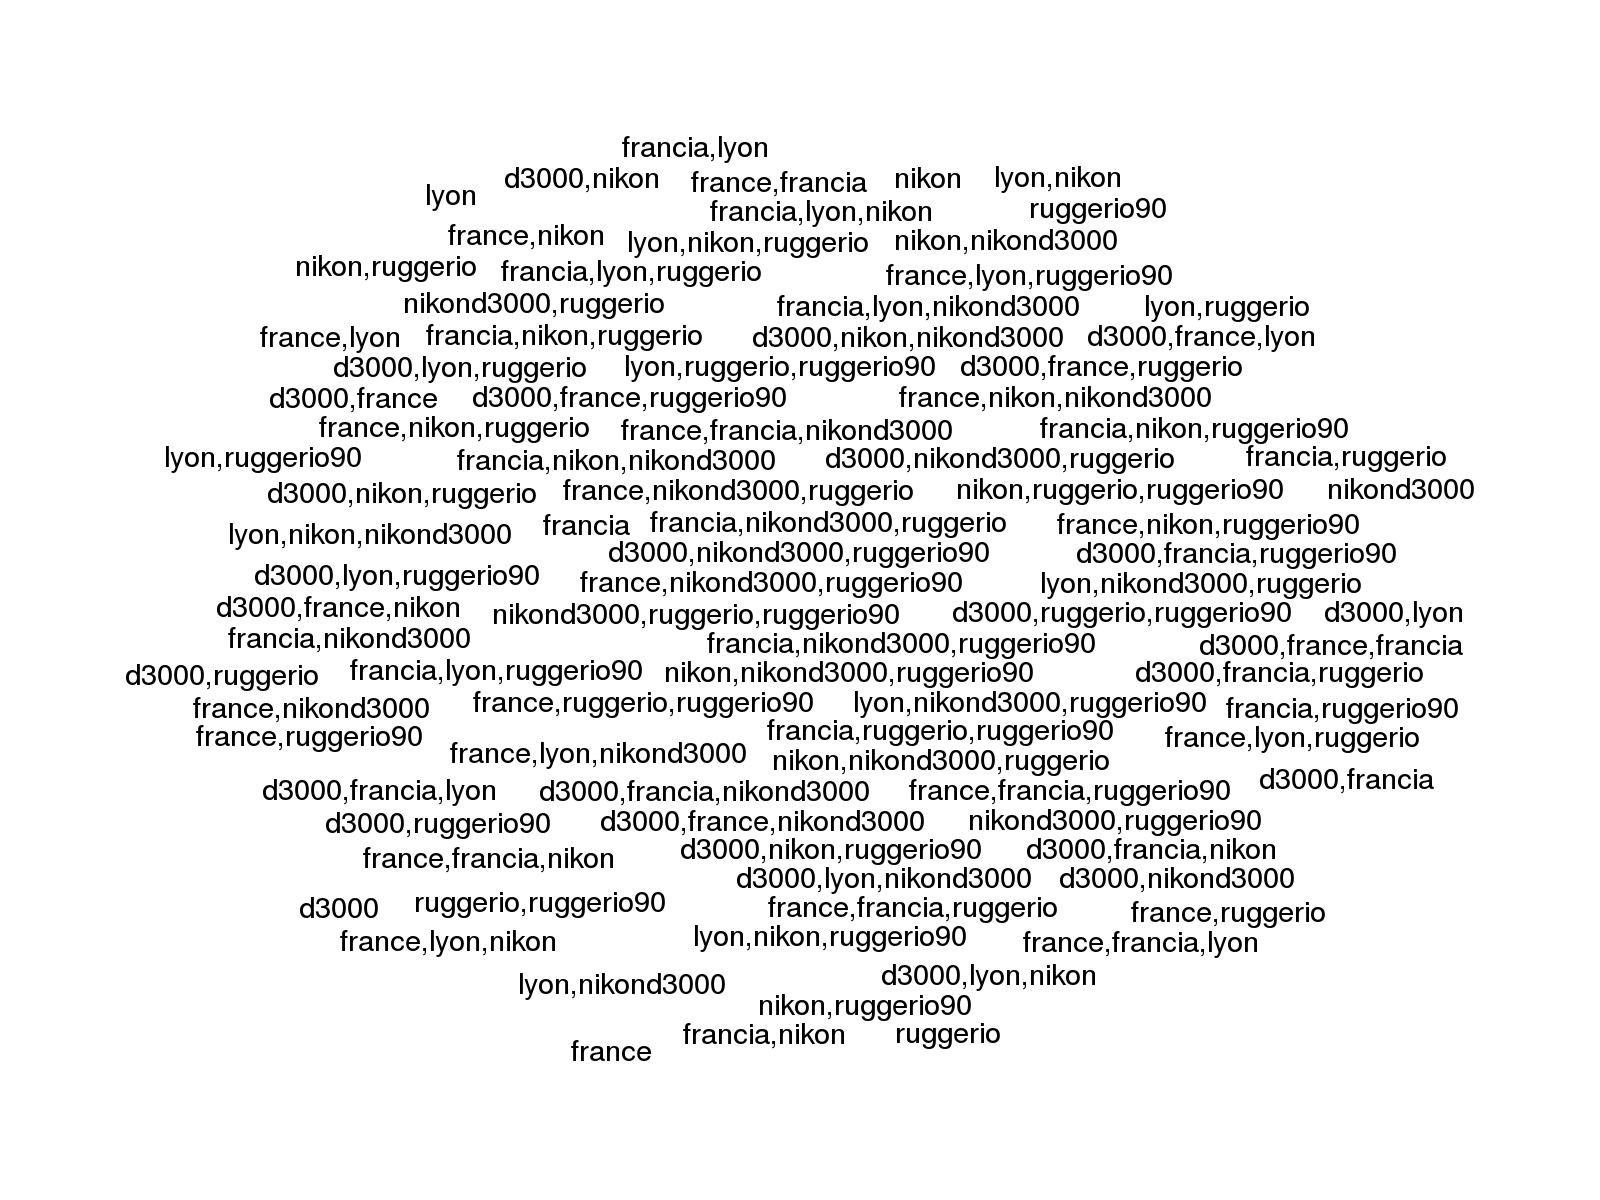 francia,lyon
d3000,nikon france,francia nikon lyon,nikon
lyon francia,lyon,nikon ruggerio90
france,nikon lyon,nikon,ruggerio nikon,nikond3000
nikon,ruggerio francia,lyon,ruggerio france,lyon,ruggerio90
nikond3000,ruggerio francia,lyon,nikond3000 lyon,ruggerio
france,lyon francia,nikon,ruggerio d3000,nikon,nikond3000 d3000,france,lyon
d3000,lyon,ruggerio lyon,ruggerio,ruggerio90 d3000,france,ruggerio
d3000,france d3000,france,ruggerio90 france,nikon,nikond3000
france,nikon,ruggerio france,francia,nikond3000 francia,nikon,ruggerio90
lyon,ruggerio90 francia,nikon,nikond3000 d3000,nikond3000,ruggerio francia,ruggerio
d3000,nikon,ruggerio france,nikond3000,ruggerio nikon,ruggerio,ruggerio90 nikond3000
lyon,nikon,nikond3000 francia francia,nikond3000,ruggerio france,nikon,ruggerio90
d3000,nikond3000,ruggerio90 d3000,francia,ruggerio90
d3000,lyon,ruggerio90 france,nikond3000,ruggerio90 lyon,nikond3000,ruggerio
d3000,france,nikon nikond3000,ruggerio,ruggerio90 d3000,ruggerio,ruggerio90 d3000,lyon
francia,nikond3000 francia,nikond3000,ruggerio90 d3000,france,francia
d3000,ruggerio francia,lyon,ruggerio90 nikon,nikond3000,ruggerio90 d3000,francia,ruggerio
france,nikond3000 france,ruggerio,ruggerio90 lyon,nikond3000,ruggerio90 francia,ruggerio90
france,ruggerio90 francia,ruggerio,ruggerio90 france,lyon,ruggerio
france,lyon,nikond3000 nikon,nikond3000,ruggerio
d3000,francia,lyon d3000,francia,nikond3000 france,francia,ruggerio90 d3000,francia
d3000,ruggerio90 d3000,france,nikond3000 nikond3000,ruggerio90
france,francia,nikon d3000,nikon,ruggerio90 d3000,francia,nikon
d3000,lyon,nikond3000 d3000,nikond3000
d3000 ruggerio,ruggerio90 france,francia,ruggerio france,ruggerio
france,lyon,nikon lyon,nikon,ruggerio90 france,francia,lyon
lyon,nikond3000 d3000,lyon,nikon
nikon,ruggerio90
francia,nikon ruggerio
france